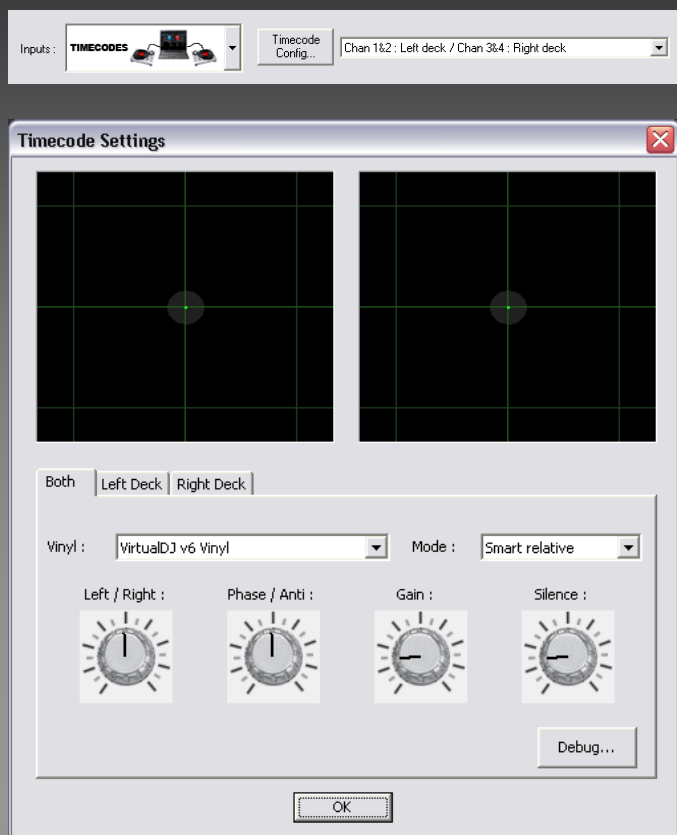 Inputs :
TIMECODES
Timecode
Config...
Chan 1&2 : Left deck / Chan 3&4 : Right deck
Timecode Settings
Both
Left Deck
Right Deck
Vinyl :
VirtualDJ v6 Vinyl
Mode :
Smart relative
Left / Right :
Phase / Anti :
Gain :
Silence :
Debug...
OK